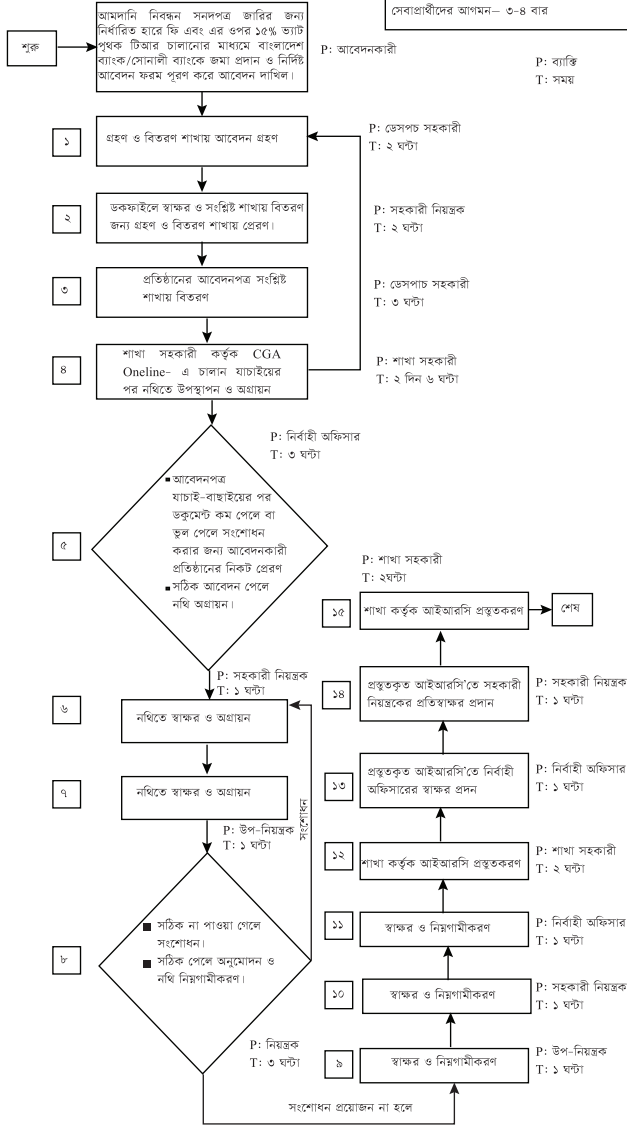 সেবাপ্রার্থীদের আগমন– ৩-৪ বার
P: ব্যাক্তি
T: সময়
শুরু
আমদানি নিবন্ধন সনদপত্র জারির জন্য
নির্ধারিত হারে ফি এবং এর ওপর ১৫% ভ্যাট
পৃথক টিআর চালানোর মাধ্যমে বাংলাদেশ
ব্যাংক/সোনালী ব্যাংকে জমা প্রদান ও নির্দিষ্ট
আবেদন ফরম পূরণ করে আবেদন দাখিল।
P: আবেদনকারী
১
গ্রহণ ও বিতরণ শাখায় আবেদন গ্রহণ
P: ডেসপচ সহকারী
T: ২ ঘন্টা
২
ডকফাইলে স্বাক্ষর ও সংশ্লিষ্ট শাখায় বিতরণ
জন্য গ্রহণ ও বিতরণ শাখায় প্রেরণ।
P: সহকারী নিয়ন্ত্রক
T: ২ ঘন্টা
৩
প্রতিষ্ঠানের আবেদনপত্র সংশ্লিষ্ট
শাখায় বিতরণ
P: ডেসপাচ সহকারী
T: ৩ ঘন্টা
৪
শাখা সহকারী কর্তৃক CGA
Oneline- এ চালান যাচাইয়ের
পর নথিতে উপস্থাপন ও অগ্রায়ন
P: শাখা সহকারী
T: ২ দিন ৬ ঘন্টা
P: নির্বাহী অফিসার
T: ৩ ঘন্টা
৫
▪ আবেদনপত্র
যাচাই-বাছাইয়ের পর
ডকুমেন্ট কম পেলে বা
ভুল পেলে সংশোধন
করার জন্য আবেদনকারী
প্রতিষ্ঠানের নিকট প্রেরণ
▪ সঠিক আবেদন পেলে
নথি অগ্রায়ন।
P: সহকারী নিয়ন্ত্রক
T: ১ ঘন্টা
৬
নথিতে স্বাক্ষর ও অগ্রায়ন
৭
নথিতে স্বাক্ষর ও অগ্রায়ন
P: উপ-নিয়ন্ত্রক
T: ১ ঘন্টা
সংশোধন
৮
■ সঠিক না পাওয়া গেলে
সংশোধন।
■ সঠিক পেলে অনুমোদন ও
নথি নিম্নগামীকরণ।
P: নিয়ন্ত্রক
T: ৩ ঘন্টা
সংশোধন প্রয়োজন না হলে
৯
স্বাক্ষর ও নিম্নগামীকরণ
P: উপ-নিয়ন্ত্রক
T: ১ ঘন্টা
১০
স্বাক্ষর ও নিম্নগামীকরণ
P: সহকারী নিয়ন্ত্রক
T: ১ ঘন্টা
১১
স্বাক্ষর ও নিম্নগামীকরণ
P: নির্বাহী অফিসার
T: ১ ঘন্টা
১২
শাখা কর্তৃক আইআরসি প্রস্তুতকরণ
P: শাখা সহকারী
T: ২ ঘন্টা
১৩
প্রস্তুতকৃত আইআরসি'তে নির্বাহী
অফিসারের স্বাক্ষর প্রদন
P: নির্বাহী অফিসার
T: ১ ঘন্টা
১৪
প্রস্তুতকৃত আইআরসি'তে সহকারী
নিয়ন্ত্রকের প্রতিস্বাক্ষর প্রদান
P: সহকারী নিয়ন্ত্রক
T: ১ ঘন্টা
P: শাখা সহকারী
T: ২ঘন্টা
১৫
শাখা কর্তৃক আইআরসি প্রস্তুতকরণ
শেষ